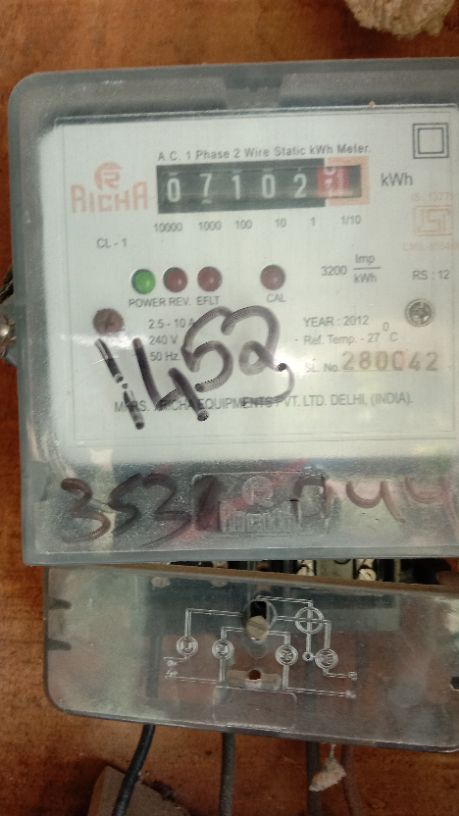 A.C. 1 Phase 2 Wire Static kWh Meter.
RICHA
0 7 1 0 2
kWh
10000 1000 100 10 1 1/10
CL - 1
3200 Imp/kWh
RS : 12
POWER REV. EFLT CAL
2.5 - 10 A
YEAR : 2012
240 V
Ref. Temp. - 27 °C
50 Hz
SL. No. 280042
1452
M/RS. RICHA EQUIPMENTS PVT. LTD. DELHI, (INDIA).